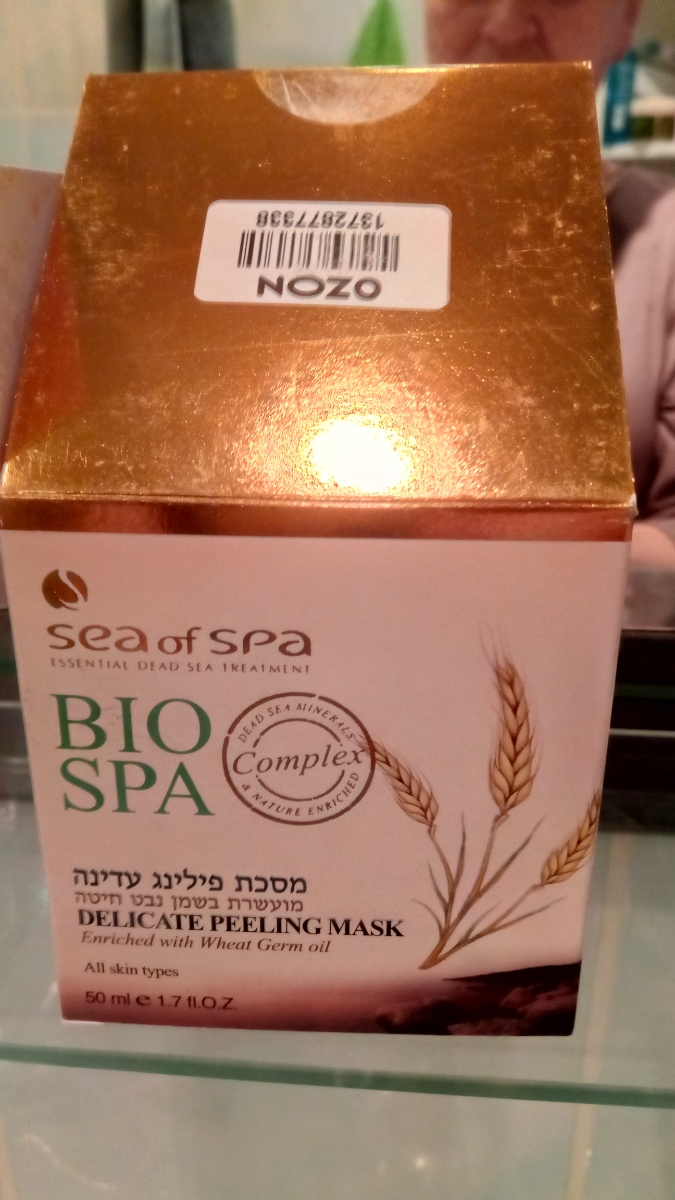 13728877338
OZON
sea of spa
ESSENTIAL DEAD SEA TREATMENT
BIO
SPA
DEAD SEA MINERALS
Complex
& NATURE ENRICHED
מסכת פילינג עדינה
מועשרת בשמן נבט חיטה
DELICATE PEELING MASK
Enriched with Wheat Germ oil
All skin types
50 ml e 1.7 fl.O.Z.